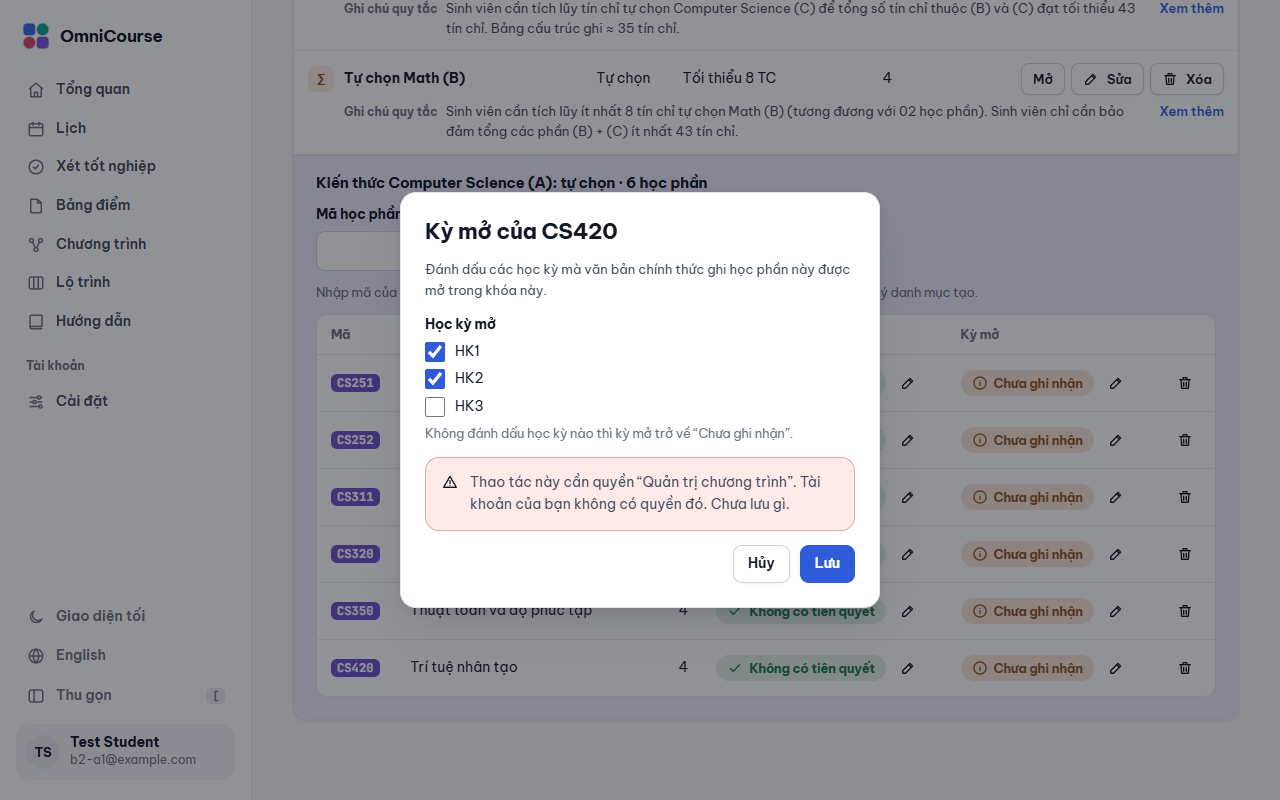 OmniCourse
Tổng quan
Lịch
Xét tốt nghiệp
Bảng điểm
Chương trình
Lộ trình
Hướng dẫn
Tài khoản
Cài đặt
Giao diện tối
English
Thu gọn [
TS Test Student
b2-a1@example.com
Ghi chú quy tắc Sinh viên cần tích lũy tín chỉ tự chọn Computer Science (C) để tổng số tín chỉ thuộc (B) và (C) đạt tối thiểu 43 Xem thêm
tín chỉ. Bảng cấu trúc ghi ≈ 35 tín chỉ.
∑ Tự chọn Math (B) Tự chọn Tối thiểu 8 TC 4 Mở Sửa Xóa
Ghi chú quy tắc Sinh viên cần tích lũy ít nhất 8 tín chỉ tự chọn Math (B) (tương đương với 02 học phần). Sinh viên chỉ cần bảo Xem thêm
đảm tổng các phần (B) + (C) ít nhất 43 tín chỉ.
Kiến thức Computer Science (A): tự chọn · 6 học phần
Mã học phần
Nhập mã của ý danh mục tạo.
Mã Kỳ mở
CS251 Chưa ghi nhận
CS252 Chưa ghi nhận
CS311 Chưa ghi nhận
CS320 Chưa ghi nhận
CS350 Thuật toán và độ phức tạp 4 Không có tiên quyết Chưa ghi nhận
CS420 Trí tuệ nhân tạo 4 Không có tiên quyết Chưa ghi nhận
Kỳ mở của CS420
Đánh dấu các học kỳ mà văn bản chính thức ghi học phần này được
mở trong khóa này.
Học kỳ mở
HK1
HK2
HK3
Không đánh dấu học kỳ nào thì kỳ mở trở về “Chưa ghi nhận”.
Thao tác này cần quyền “Quản trị chương trình”. Tài
khoản của bạn không có quyền đó. Chưa lưu gì.
Hủy Lưu